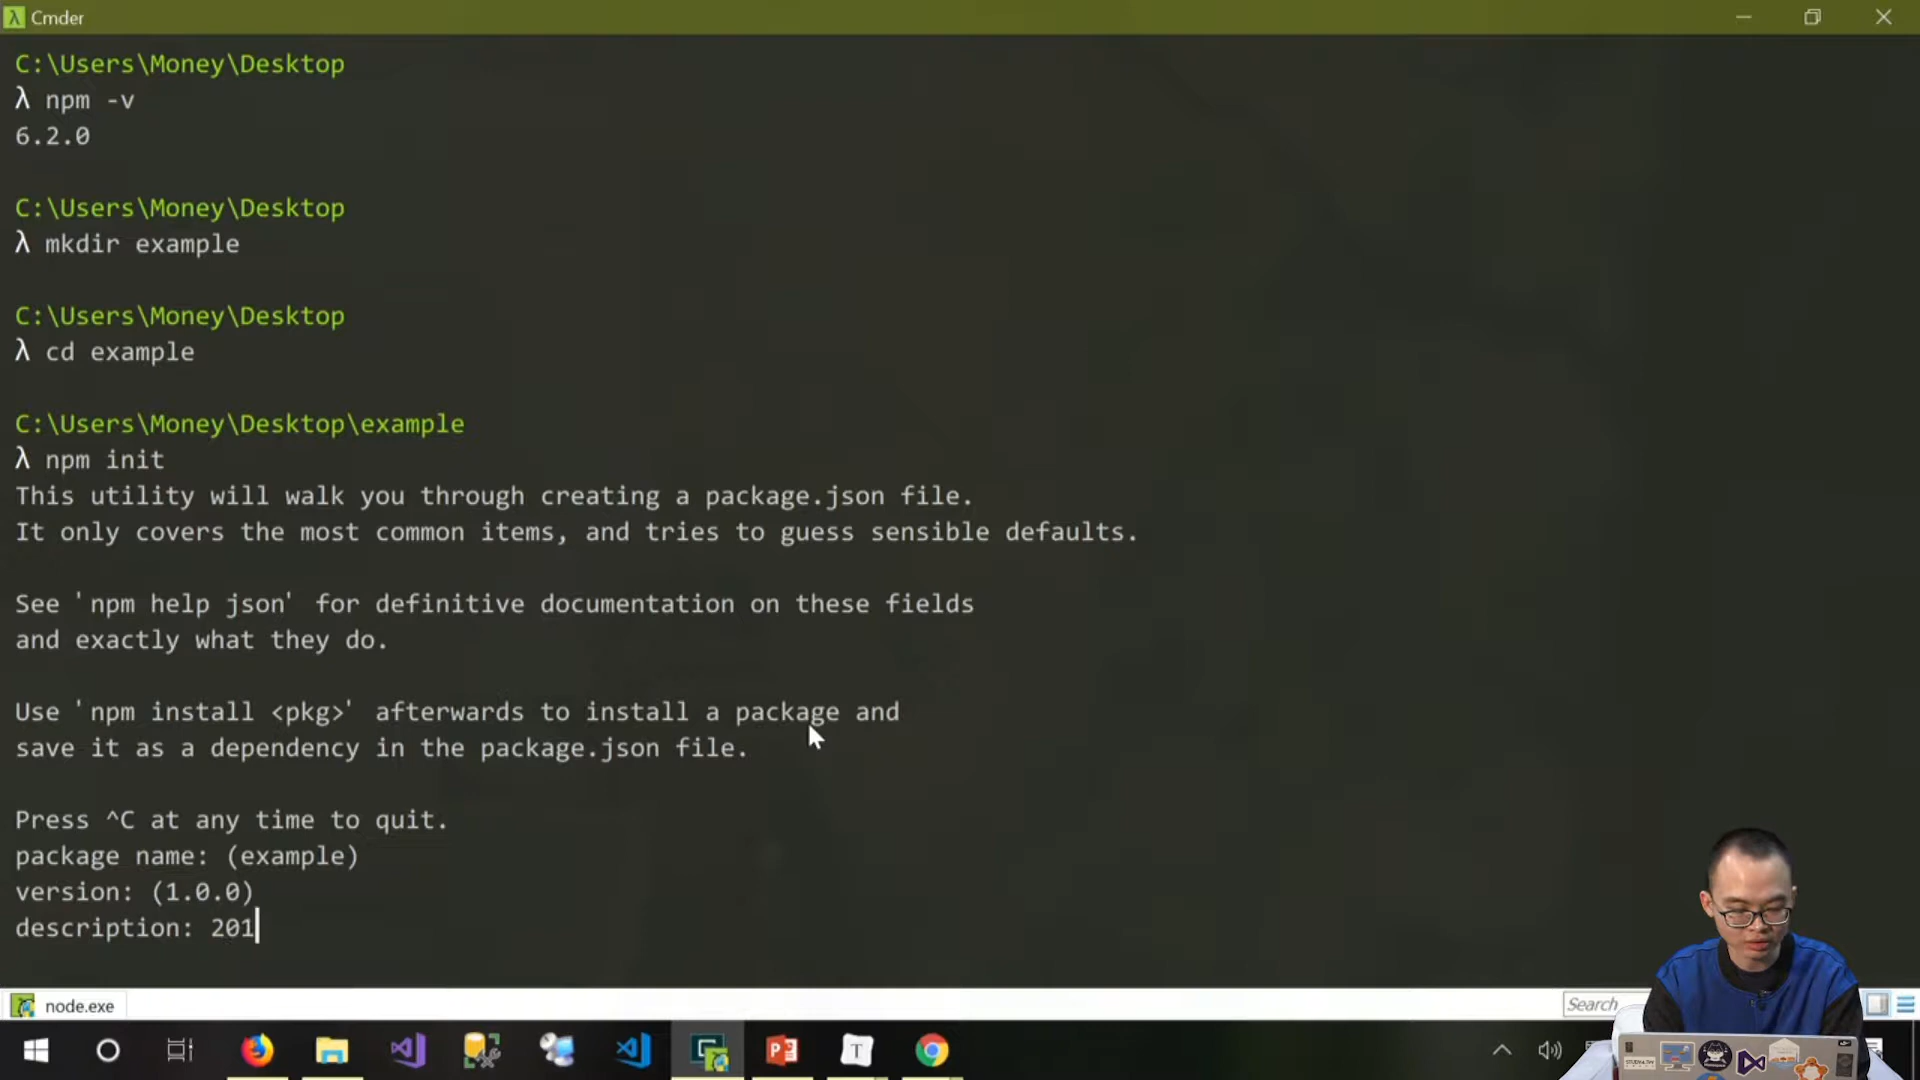 Cmder
C:\Users\Money\Desktop
λ npm -v
6.2.0
C:\Users\Money\Desktop
λ mkdir example
C:\Users\Money\Desktop
λ cd example
C:\Users\Money\Desktop\example
λ npm init
This utility will walk you through creating a package.json file.
It only covers the most common items, and tries to guess sensible defaults.
See 'npm help json' for definitive documentation on these fields
and exactly what they do.
Use 'npm install <pkg>' afterwards to install a package and
save it as a dependency in the package.json file.
Press ^C at any time to quit.
package name: (example)
version: (1.0.0)
description: 201
node.exe
Search